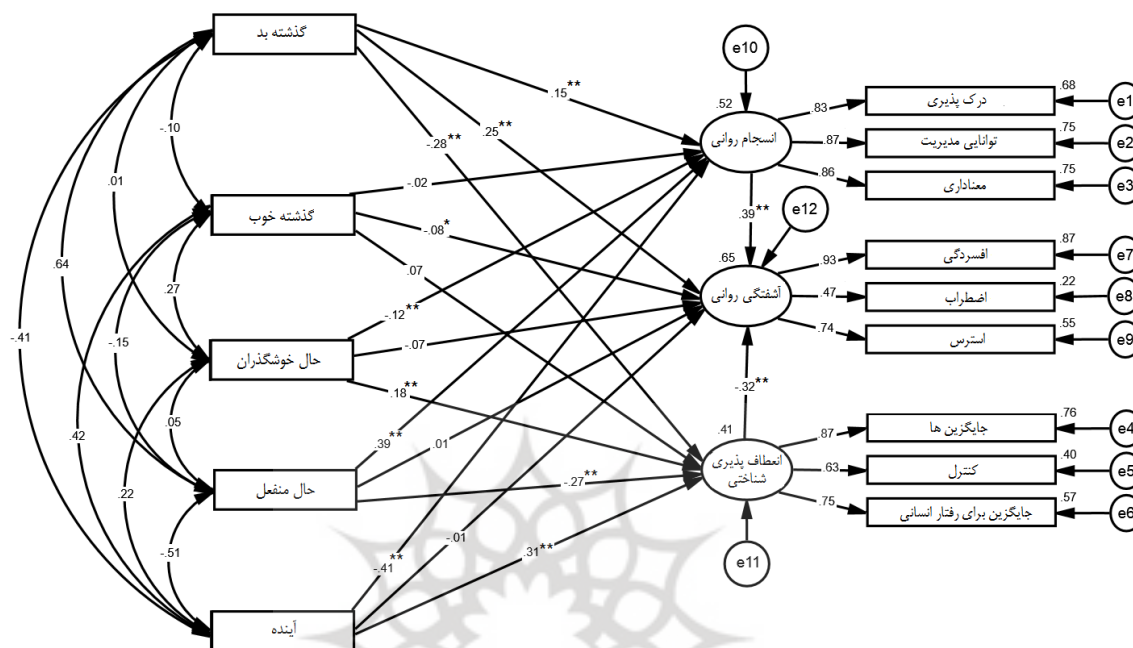 گذشته بد
گذشته خوب
حال خوشگذران
حال منفعل
آینده
-.10
.01
.64
-.41
.27
-.15
.42
.05
.22
-.51
.15**
.25**
-.28**
-.02
-.08*
.07
-.12**
-.07
.18**
.39**
.01
-.27**
-.41**
-.01
.31**
e10
.52
انسجام روانی
.39**
e12
.65
آشفتگی روانی
-.32**
.41
انعطاف پذیری
شناختی
e11
.83
درک پذیری
.68
e1
.87
توانایی مدیریت
.75
e2
.86
معناداری
.75
e3
.93
افسردگی
.87
e7
.47
اضطراب
.22
e8
.74
استرس
.55
e9
.87
جایگزین ها
.76
e4
.63
کنترل
.40
e5
.75
جایگزین برای رفتار انسانی
.57
e6